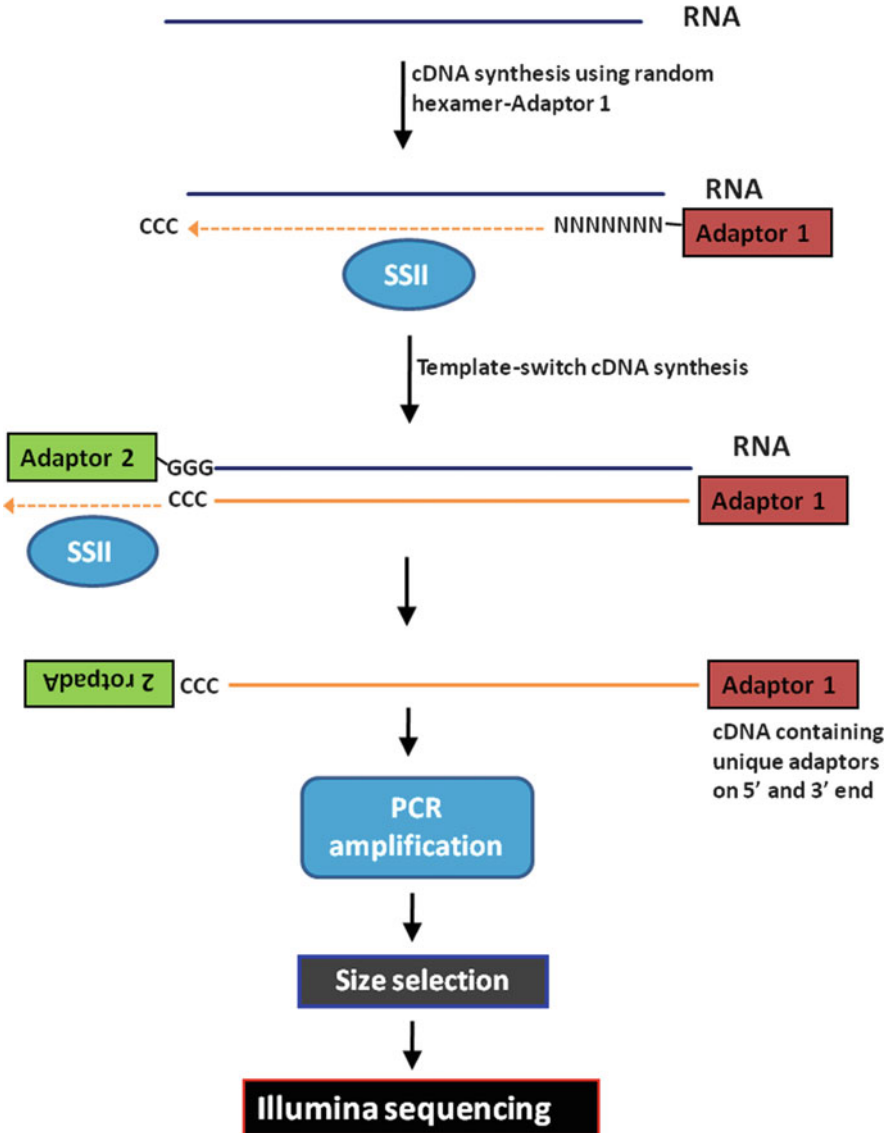 RNA
cDNA synthesis using random
hexamer-Adaptor 1
RNA
CCC
NNNNNNN
Adaptor 1
SSII
Template-switch cDNA synthesis
Adaptor 2
GGG
RNA
CCC
Adaptor 1
SSII
Adaptor 2
CCC
Adaptor 1
cDNA containing
unique adaptors
on 5' and 3' end
PCR
amplification
Size selection
Illumina sequencing